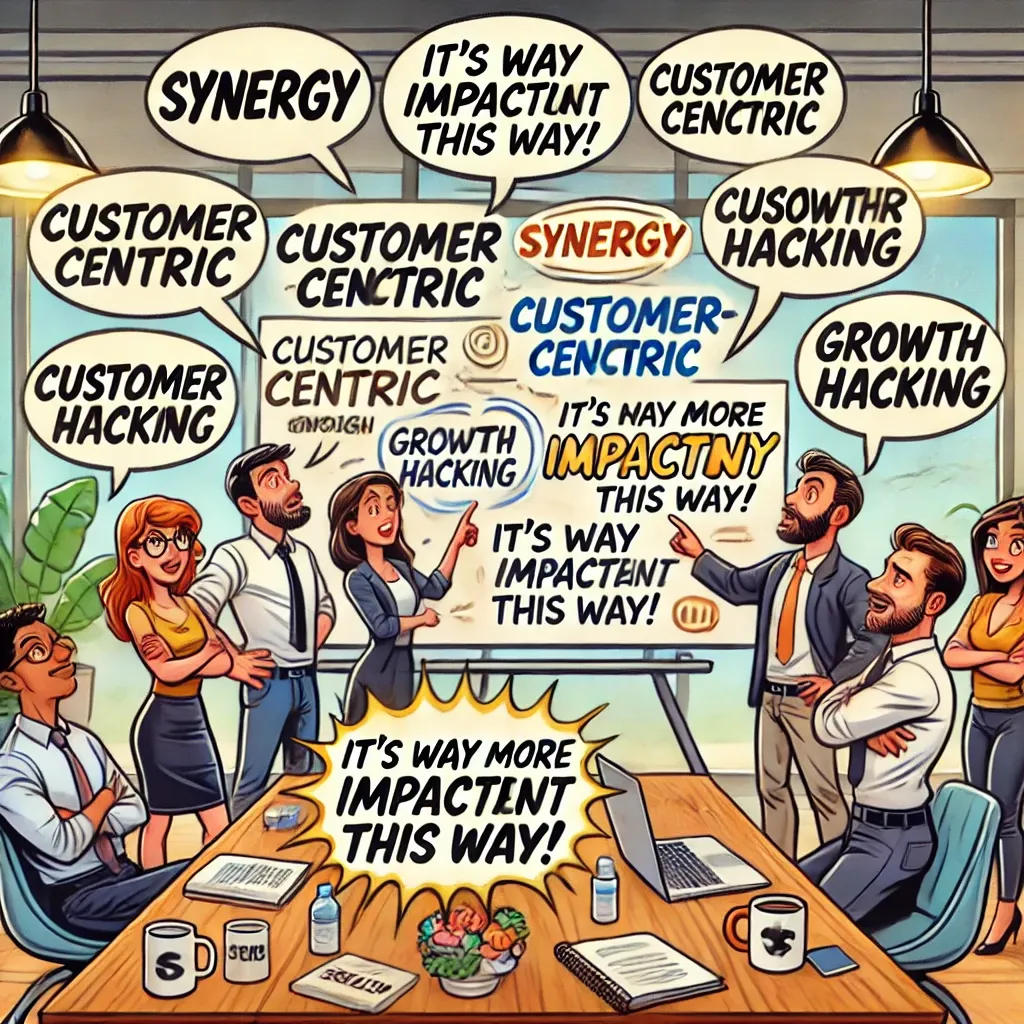 SYNERGY
IT'S WAY
IMPACTUNT
THIS WAY!
CUSTOMER
CENCTRIC
CUSTOMER
CENTRIC
CUSTOMER
-CENCTRIC
SYNERGY
CUSOWTHR
HACKING
CUSTOMER
HACKING
CUSTOMER
CENTRIC
CUSTOMER-
CENCTRIC
GROWTH
HACKING
GROWTH
HACKING
IT'S NAY MORE
IMPACTNY
THIS WAY!
IT'S WAY
THIS WAY!
IT'S WAY MORE
IMPACTENT
THIS WAY!
S